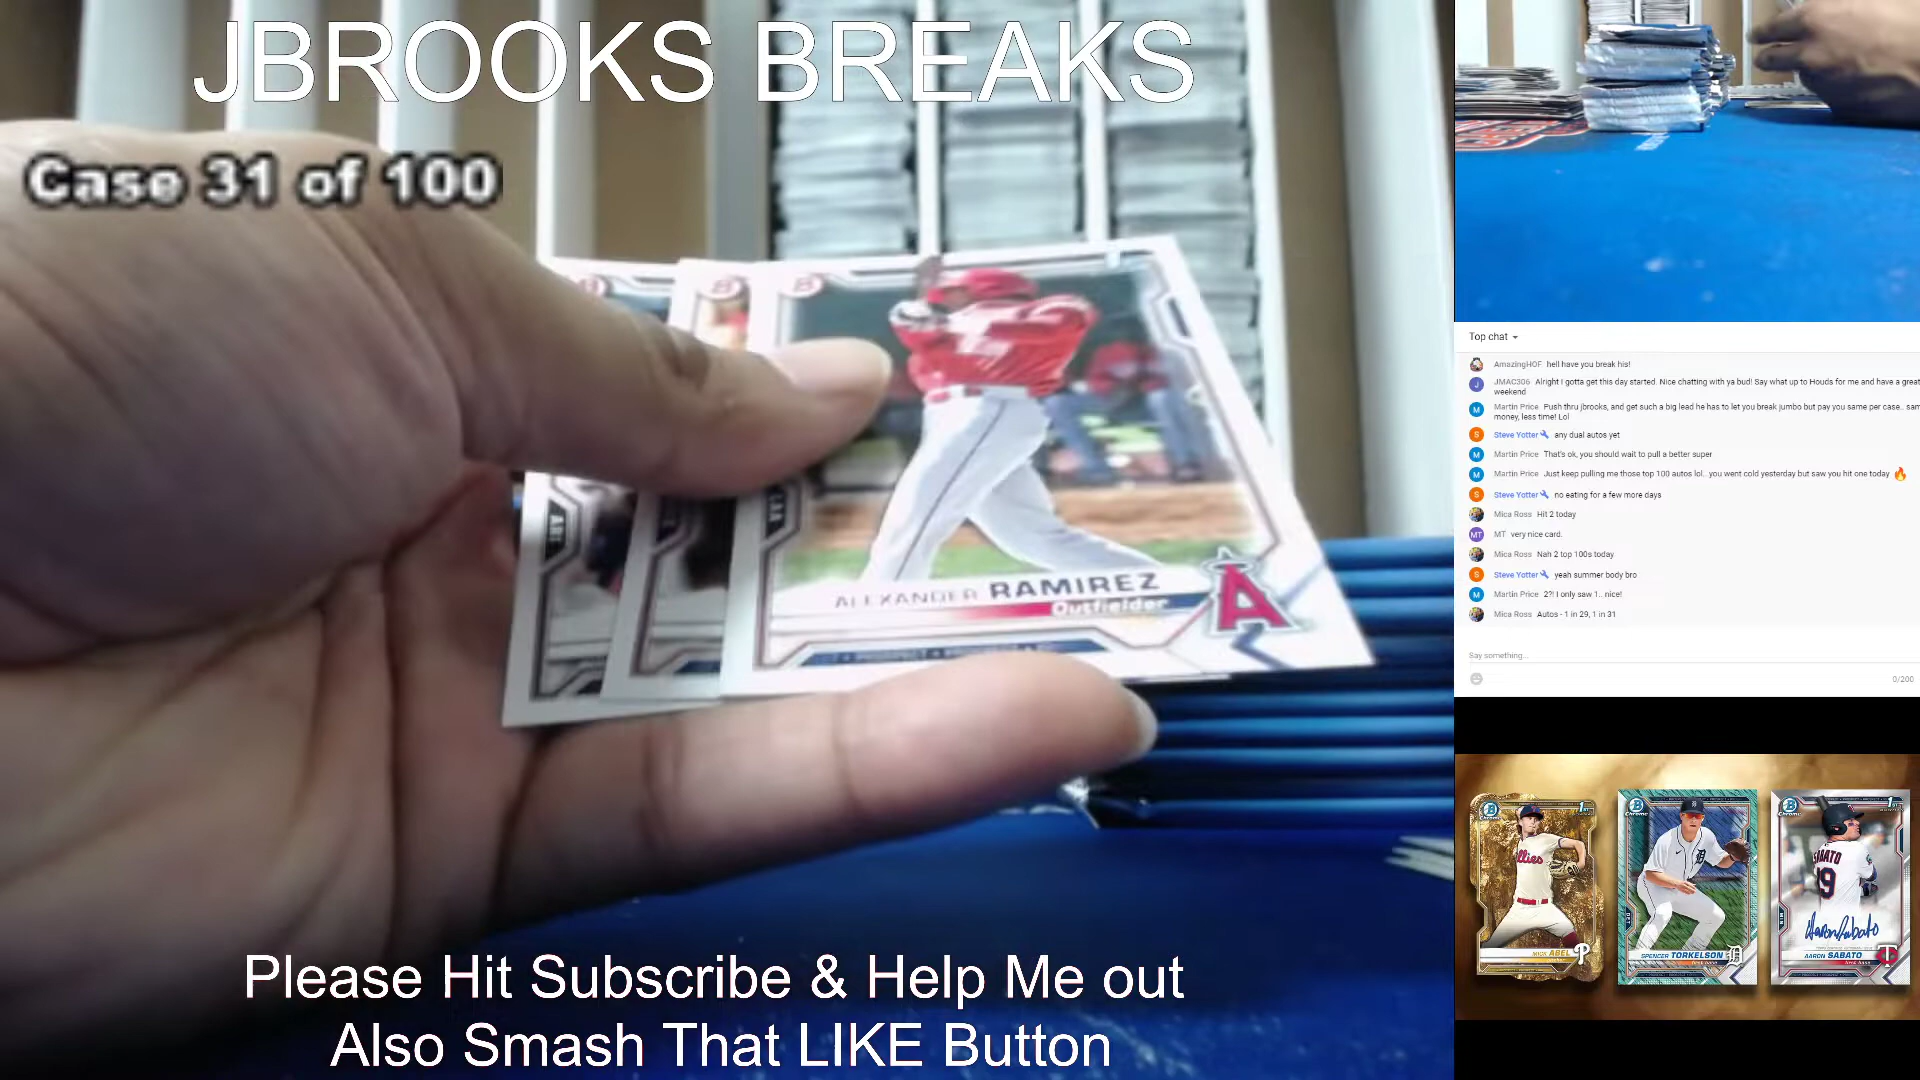 JBROOKS BREAKS
Case 31 of 100
ALEXANDER RAMIREZ
Outfielder
A
Please Hit Subscribe & Help Me out
Also Smash That LIKE Button
Top chat
AmazingHOF hell have you break his!
JMAC306 Alright I gotta get this day started. Nice chatting with ya bud! Say what up to Houds for me and have a great
weekend
Martin Price Push thru jbrooks, and get such a big lead he has to let you break jumbo but pay you same per case.. sam
money, less time! Lol
Steve Yotter any dual autos yet
Martin Price That's ok, you should wait to pull a better super
Martin Price Just keep pulling me those top 100 autos lol.. you went cold yesterday but saw you hit one today
Steve Yotter no eating for a few more days
Mica Ross Hit 2 today
MT very nice card.
Mica Ross Nah 2 top 100s today
Steve Yotter yeah summer body bro
Martin Price 2?! I only saw 1.. nice!
Mica Ross Autos - 1 in 29, 1 in 31
Say something...
0/200
MICK ABEL
SPENCER TORKELSON
AARON SABATO